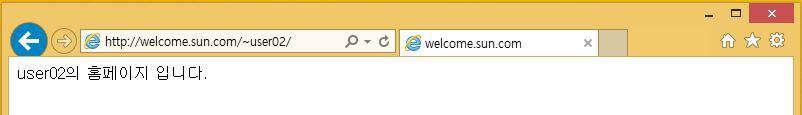 http://welcome.sun.com/~user02/
welcome.sun.com
user02의 홈페이지 입니다.